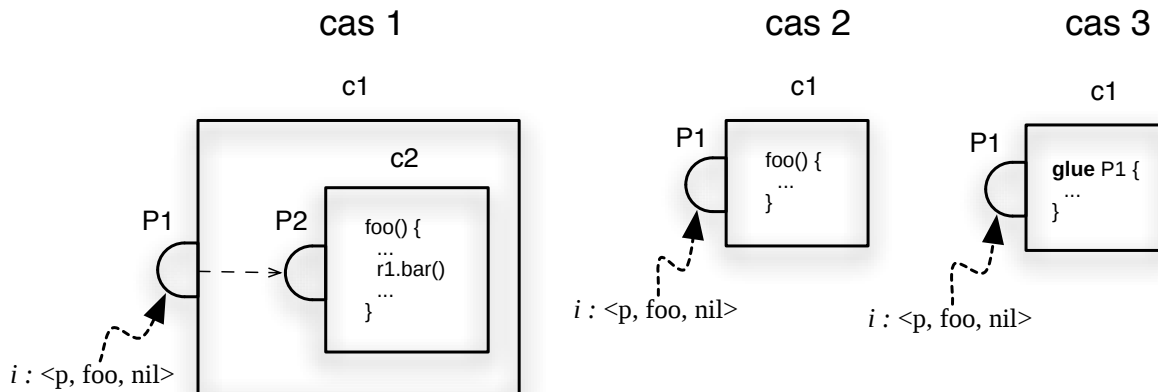 cas 1
c1
c2
P1
P2
foo() {
...
r1.bar()
...
}
i : <p, foo, nil>
cas 2
c1
P1
foo() {
...
}
i : <p, foo, nil>
cas 3
c1
P1
glue P1 {
...
}
i : <p, foo, nil>